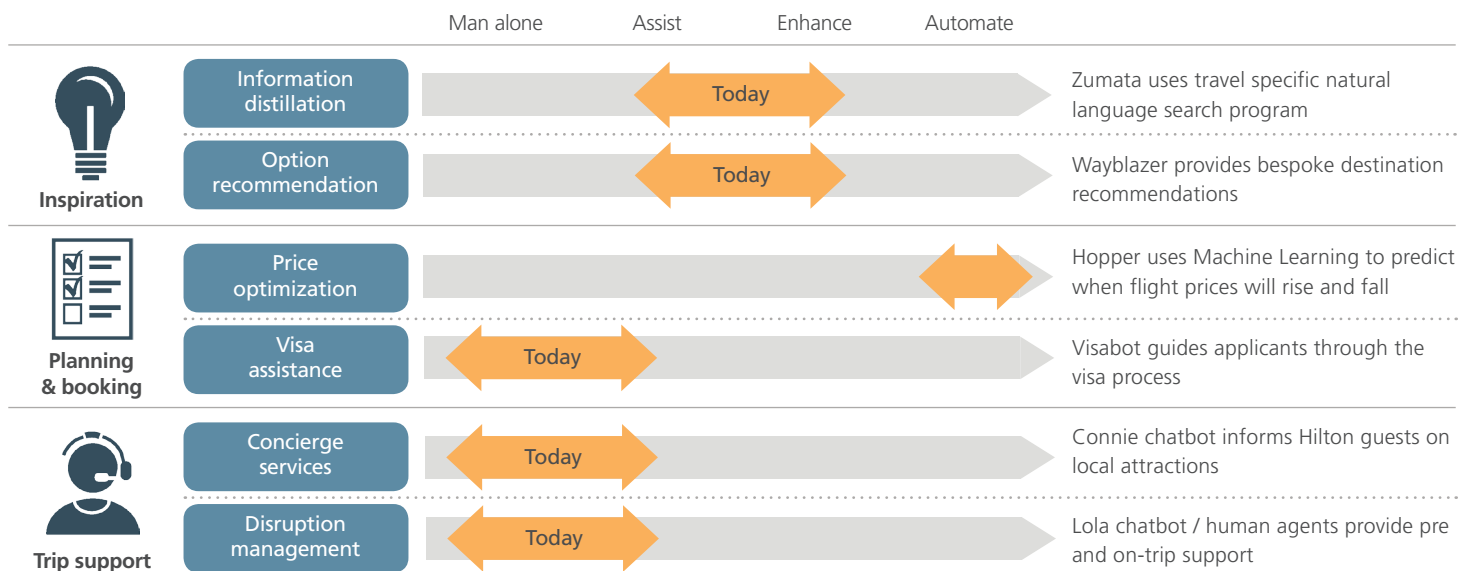 Man alone
Assist
Enhance
Automate
Inspiration
Information
distillation
Today
Zumata uses travel specific natural
language search program
Option
recommendation
Today
Wayblazer provides bespoke destination
recommendations
Planning
& booking
Price
optimization
Hopper uses Machine Learning to predict
when flight prices will rise and fall
Visa
assistance
Today
Visabot guides applicants through the
visa process
Trip support
Concierge
services
Today
Connie chatbot informs Hilton guests on
local attractions
Disruption
management
Today
Lola chatbot / human agents provide pre
and on-trip support